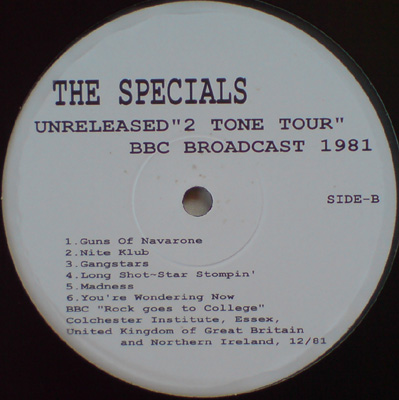 THE SPECIALS
UNRELEASED"2 TONE TOUR"
BBC BROADCAST 1981
SIDE-B
1.Guns Of Navarone
2.Nite Klub
3.Gangstars
4.Long Shot~Star Stompin'
5.Madness
6.You're Wondering Now
BBC "Rock goes to College"
Colchester Institute, Essex,
United Kingdom of Great Britain
and Northern Ireland, 12/81